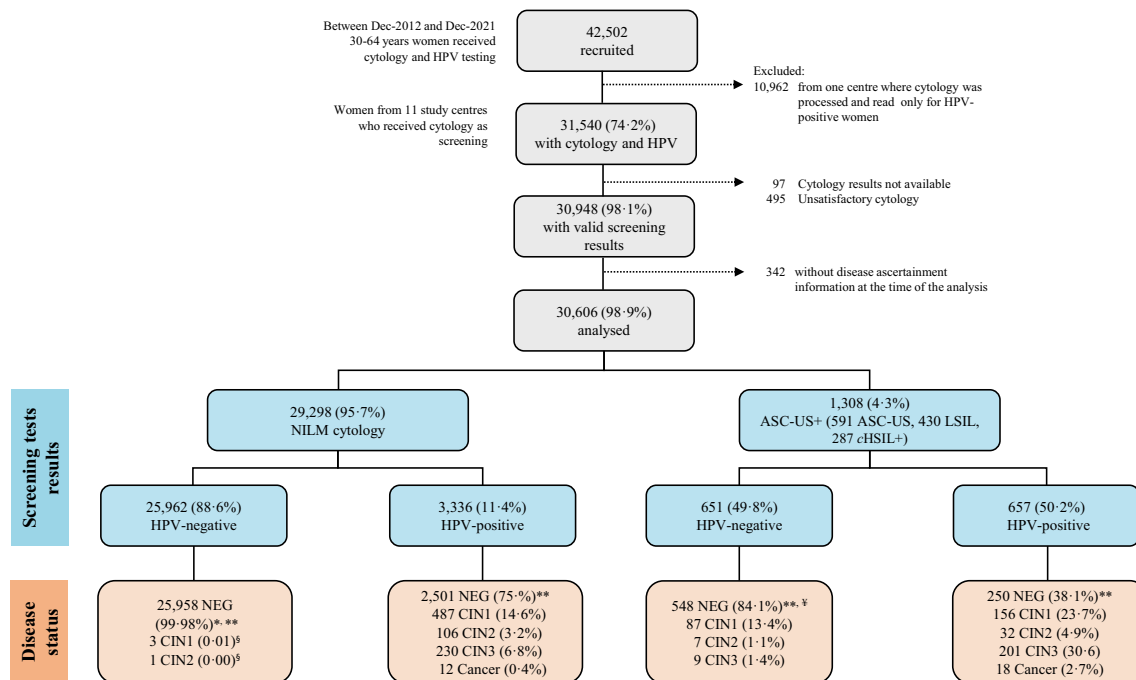 Between Dec-2012 and Dec-2021
30-64 years women received
cytology and HPV testing
42,502
recruited
Excluded:
10,962 from one centre where cytology was
processed and read only for HPV-
positive women
Women from 11 study centres
who received cytology as
screening
31,540 (74·2%)
with cytology and HPV
97 Cytology results not available
495 Unsatisfactory cytology
30,948 (98·1%)
with valid screening
results
342 without disease ascertainment
information at the time of the analysis
30,606 (98·9%)
analysed
Screening tests
results
29,298 (95·7%)
NILM cytology
1,308 (4·3%)
ASC-US+ (591 ASC-US, 430 LSIL,
287 cHSIL+)
25,962 (88·6%)
HPV-negative
3,336 (11·4%)
HPV-positive
651 (49·8%)
HPV-negative
657 (50·2%)
HPV-positive
Disease
status
25,958 NEG
(99·98%)*, **
3 CIN1 (0·01)§
1 CIN2 (0·00)§
2,501 NEG (75·%)**
487 CIN1 (14·6%)
106 CIN2 (3·2%)
230 CIN3 (6·8%)
12 Cancer (0·4%)
548 NEG (84·1%)**, ¥
87 CIN1 (13·4%)
7 CIN2 (1·1%)
9 CIN3 (1·4%)
250 NEG (38·1%)**
156 CIN1 (23·7%)
32 CIN2 (4·9%)
201 CIN3 (30·6)
18 Cancer (2·7%)